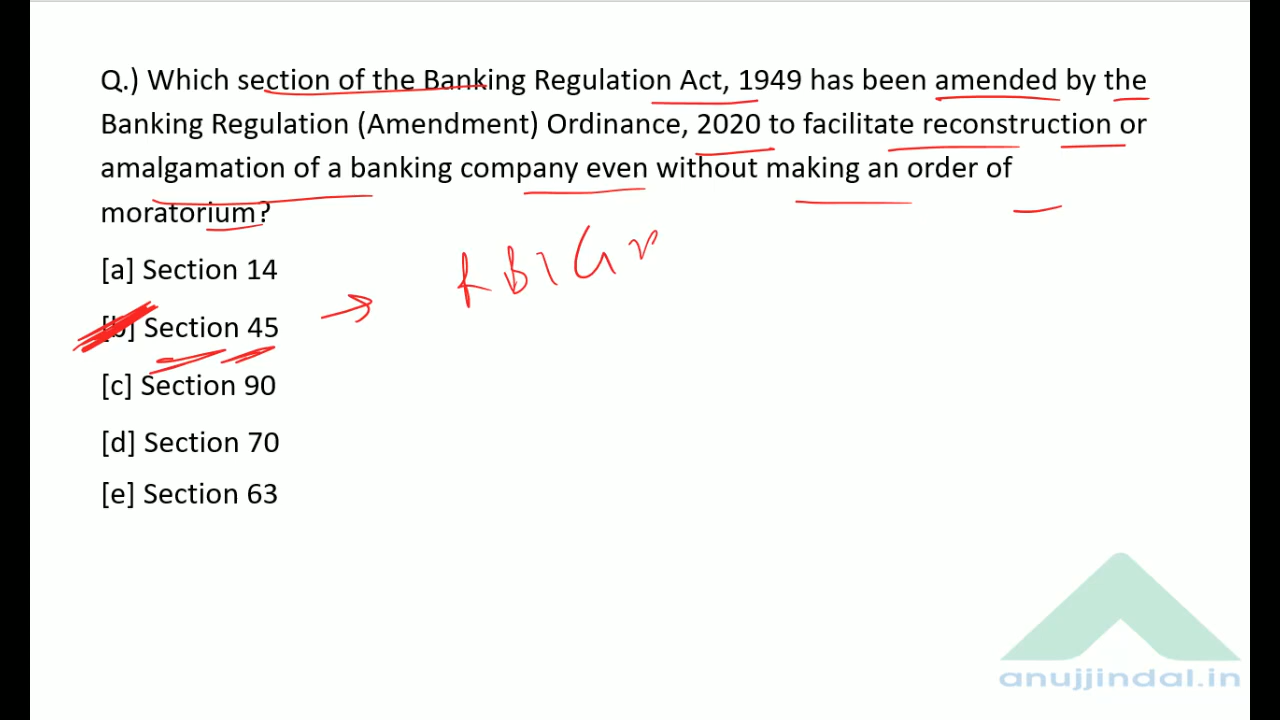 Q.) Which section of the Banking Regulation Act, 1949 has been amended by the
Banking Regulation (Amendment) Ordinance, 2020 to facilitate reconstruction or
amalgamation of a banking company even without making an order of
moratorium?
[a] Section 14
[b] Section 45
RBI Gr
[c] Section 90
[d] Section 70
[e] Section 63
anujjindal.in